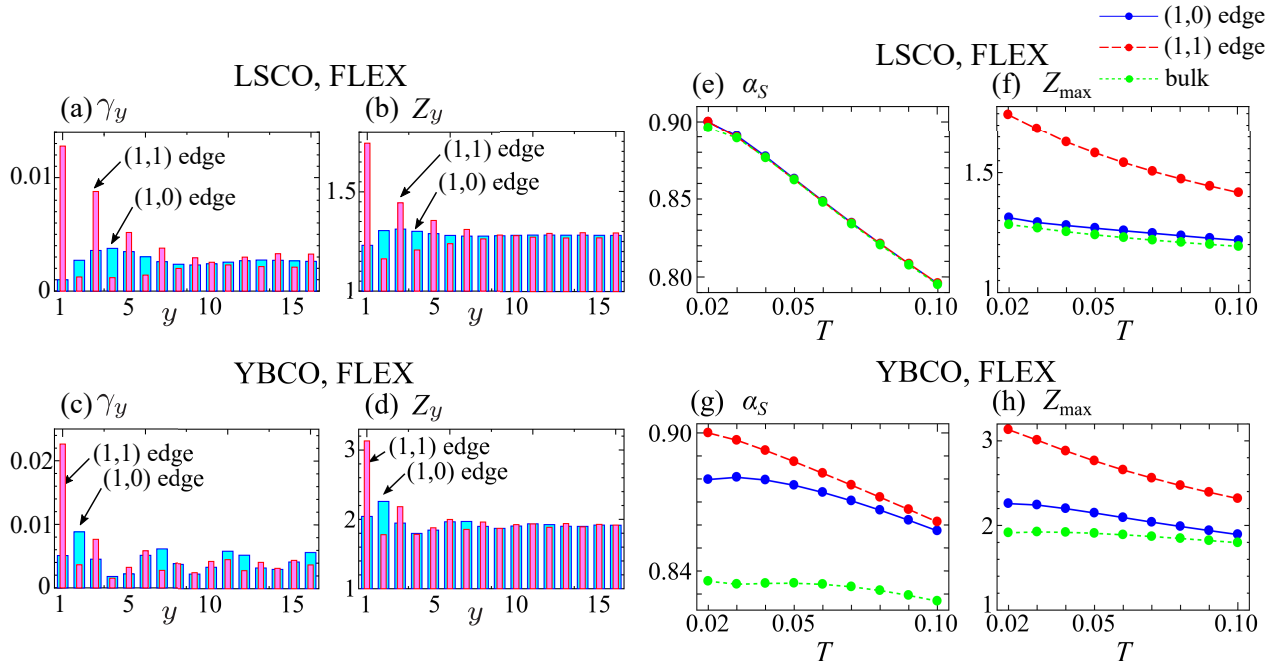 (1,0) edge
(1,1) edge
bulk
LSCO, FLEX
(a) γy
(b) Zy
0.01
0
(1,1) edge
(1,0) edge
1 5 10 15
y
1.5
1
(1,1) edge
(1,0) edge
1 5 10 15
y
YBCO, FLEX
(c) γy
(d) Zy
0.02
0.01
0
(1,1) edge
(1,0) edge
1 5 10 15
y
3
2
1
(1,1) edge
(1,0) edge
1 5 10 15
y
LSCO, FLEX
(e) αS
(f) Zmax
0.90
0.85
0.80
0.02 0.05 0.10
T
1.5
1
0.02 0.05 0.10
T
YBCO, FLEX
(g) αS
(h) Zmax
0.90
0.84
0.02 0.05 0.10
T
3
2
1
0.02 0.05 0.10
T